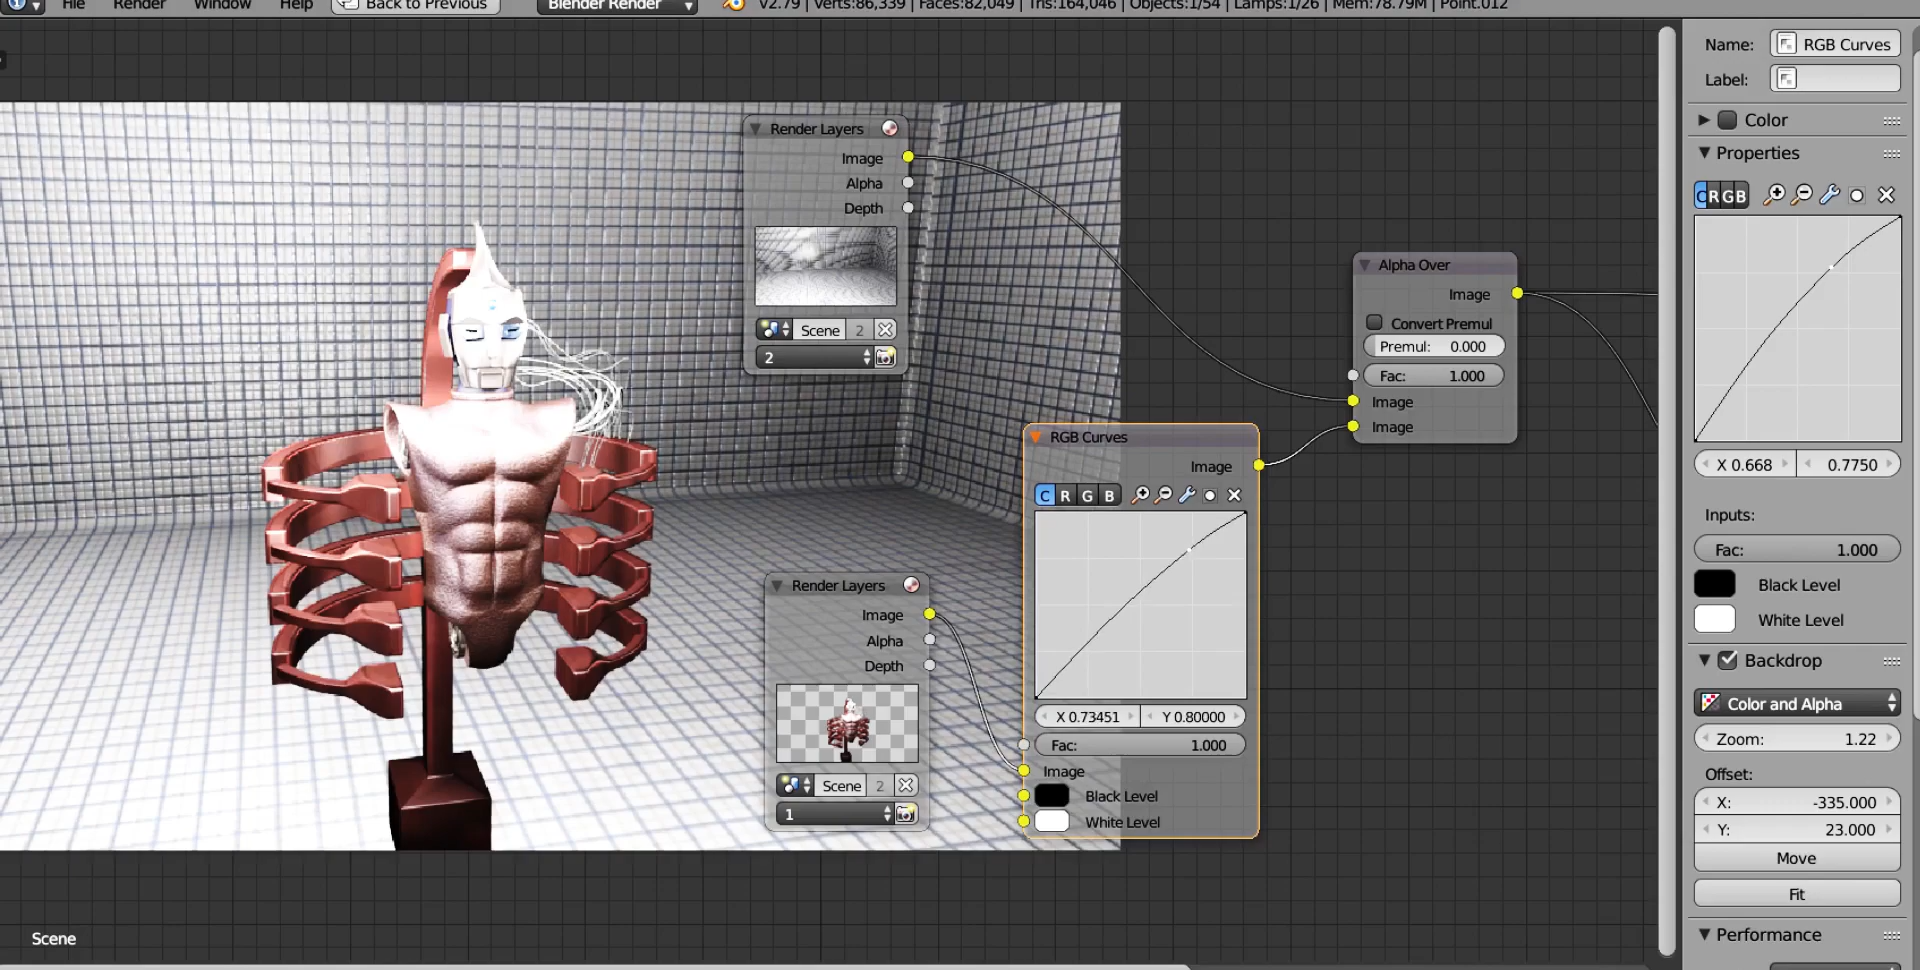 File Render Window Help Back to Previous Blender Render v2.79 | Verts:86,339 | Faces:82,049 | Tris:164,046 | Objects:1/54 | Lamps:1/26 | Mem:78.79M | Point.012
Render Layers
Image
Alpha
Depth
Scene 2
2
Render Layers
Image
Alpha
Depth
Scene 2
1
RGB Curves
Image
C R G B
X 0.73451 Y 0.80000
Fac: 1.000
Image
Black Level
White Level
Alpha Over
Image
Convert Premul
Premul: 0.000
Fac: 1.000
Image
Image
Scene
Name: RGB Curves
Label:
Color
Properties
C R G B
X 0.668 0.7750
Inputs:
Fac: 1.000
Black Level
White Level
Backdrop
Color and Alpha
Zoom: 1.22
Offset:
X: -335.000
Y: 23.000
Move
Fit
Performance